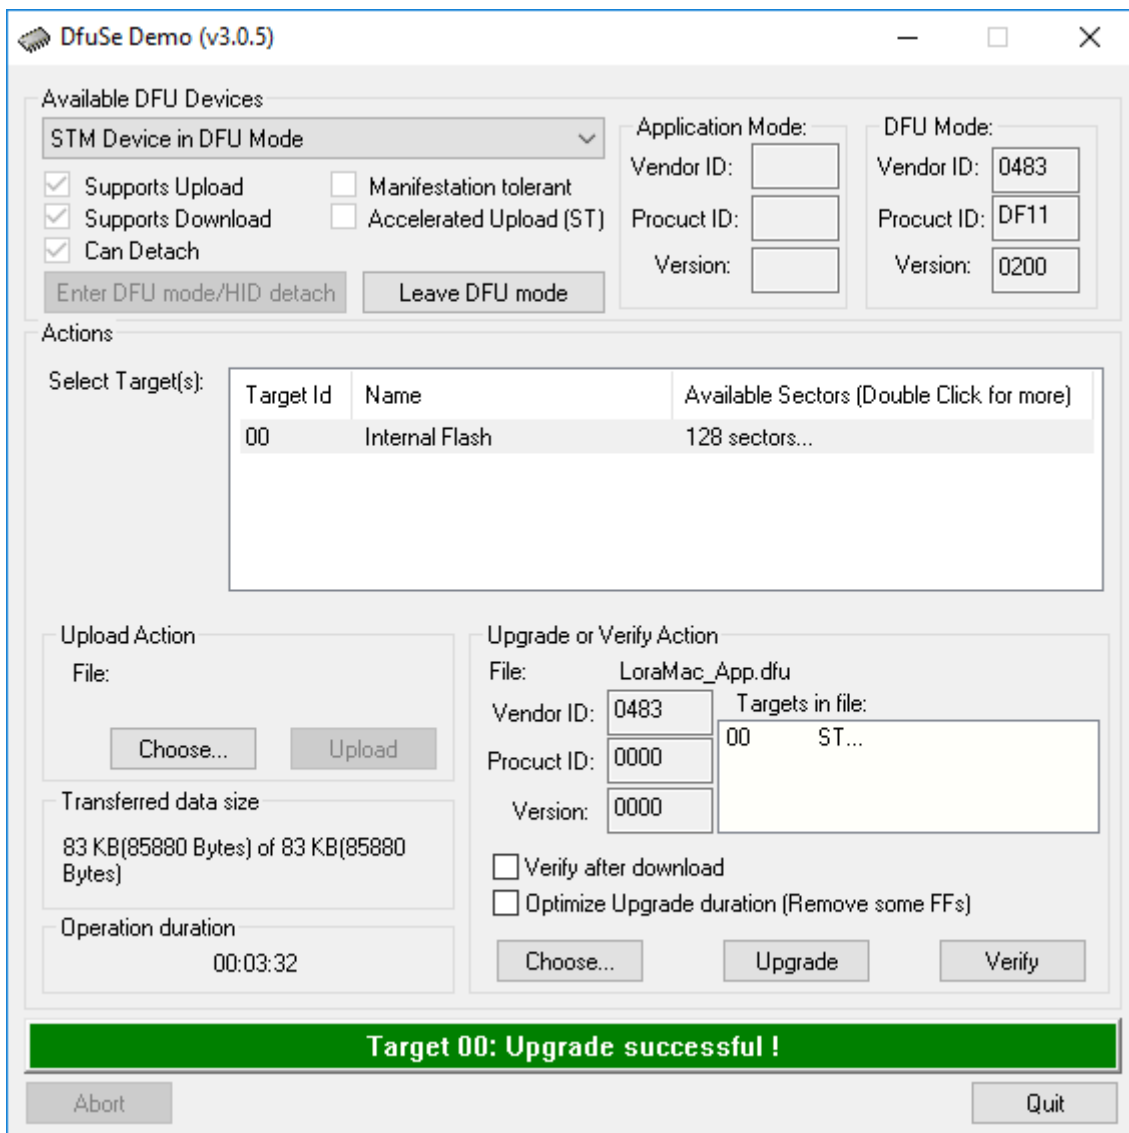 DfuSe Demo (v3.0.5)
Available DFU Devices
STM Device in DFU Mode
Supports Upload
Manifestation tolerant
Supports Download
Accelerated Upload (ST)
Can Detach
Enter DFU mode/HID detach
Leave DFU mode
Application Mode:
Vendor ID:
Procuct ID:
Version:
DFU Mode:
Vendor ID: 0483
Procuct ID: DF11
Version: 0200
Actions
Select Target(s):
Target Id Name Available Sectors (Double Click for more)
00 Internal Flash 128 sectors...
Upload Action
File:
Choose... Upload
Transferred data size
83 KB(85880 Bytes) of 83 KB(85880
Bytes)
Operation duration
00:03:32
Upgrade or Verify Action
File: LoraMac_App.dfu
Vendor ID: 0483
Procuct ID: 0000
Version: 0000
Targets in file:
00 ST...
Verify after download
Optimize Upgrade duration (Remove some FFs)
Choose... Upgrade Verify
Target 00: Upgrade successful !
Abort Quit